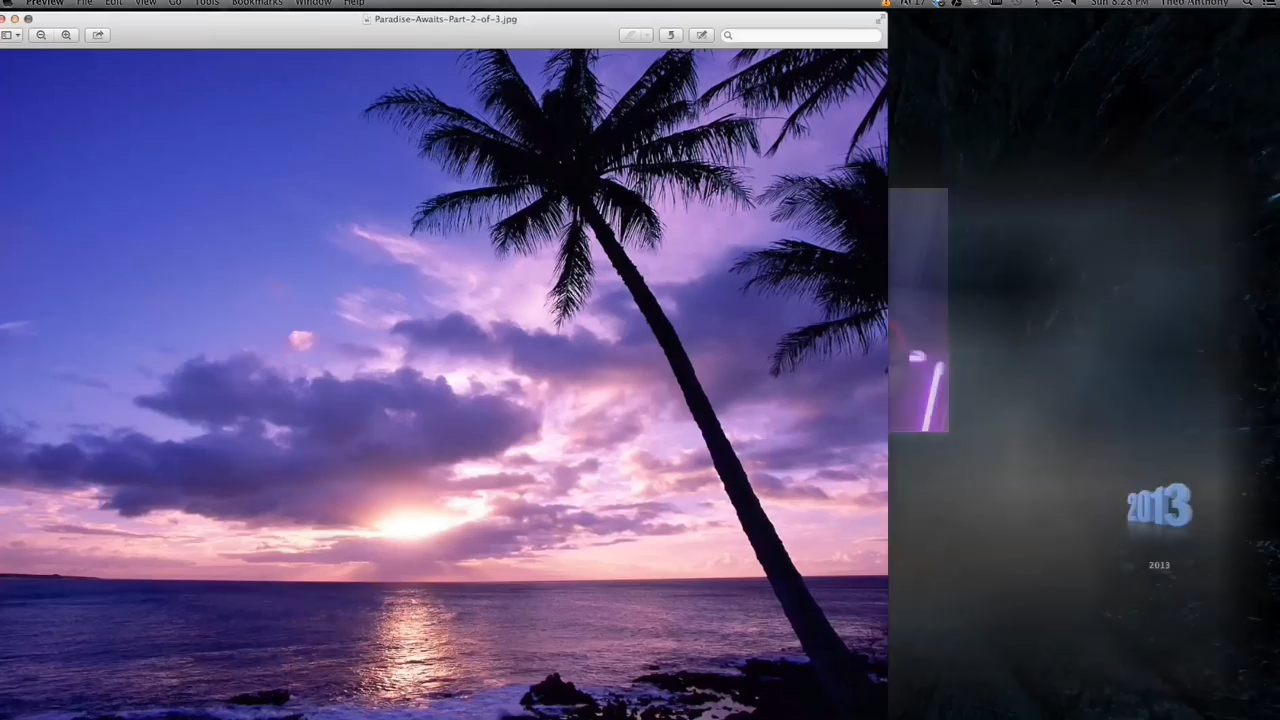 Preview File Edit View Go Tools Bookmarks Window Help
17 Sun 8:28 PM Theo Anthony
Paradise-Awaits-Part-2-of-3.jpg
2013
2013